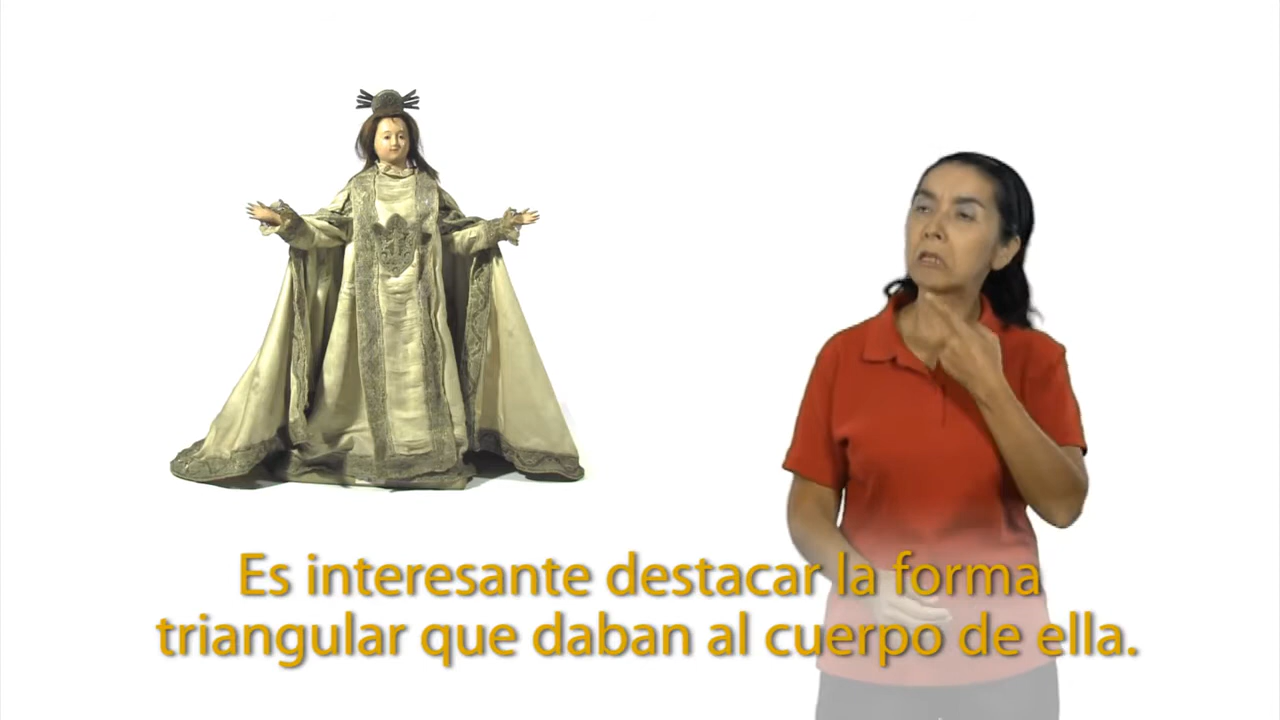 Es interesante destacar la forma
triangular que daban al cuerpo de ella.